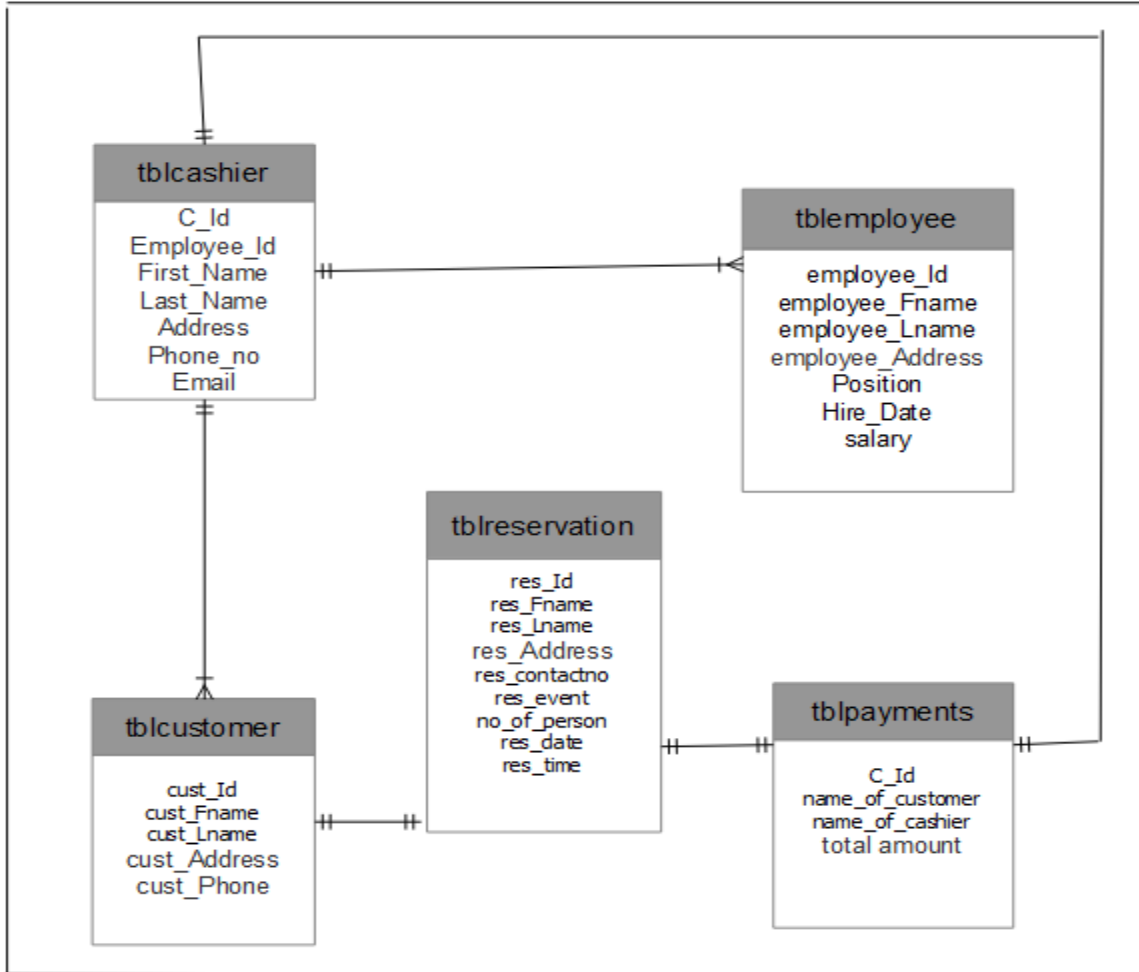 tblcashier
C_Id
Employee_Id
First_Name
Last_Name
Address
Phone_no
Email
tblemployee
employee_Id
employee_Fname
employee_Lname
employee_Address
Position
Hire_Date
salary
tblreservation
res_Id
res_Fname
res_Lname
res_Address
res_contactno
res_event
no_of_person
res_date
res_time
tblcustomer
cust_Id
cust_Fname
cust_Lname
cust_Address
cust_Phone
tblpayments
C_Id
name_of_customer
name_of_cashier
total amount